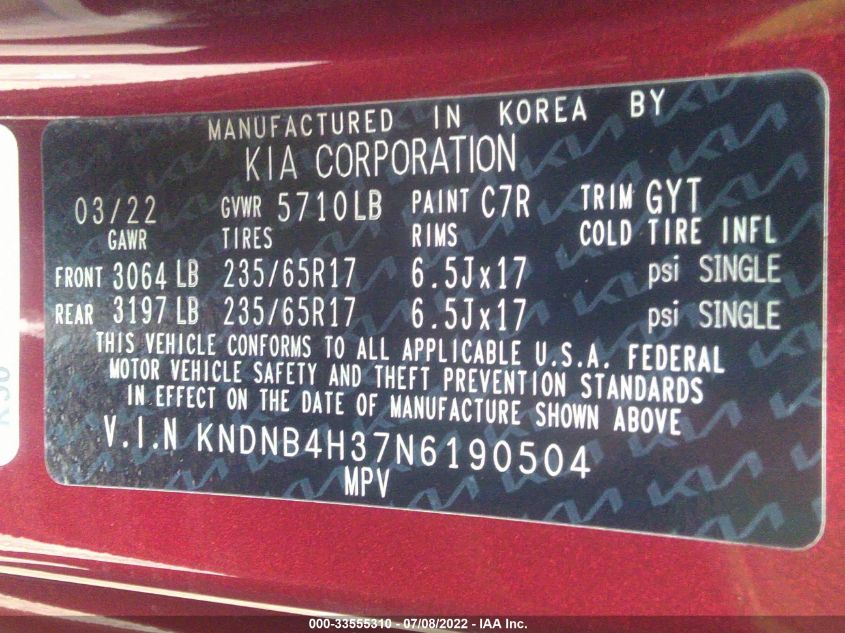 MANUFACTURED IN KOREA BY
KIA CORPORATION
03/22 GVWR 5710LB PAINT C7R TRIM GYT
GAWR TIRES RIMS COLD TIRE INFL
FRONT 3064 LB 235/65R17 6.5Jx17 psi SINGLE
REAR 3197 LB 235/65R17 6.5Jx17 psi SINGLE
THIS VEHICLE CONFORMS TO ALL APPLICABLE U.S.A. FEDERAL
MOTOR VEHICLE SAFETY AND THEFT PREVENTION STANDARDS
IN EFFECT ON THE DATE OF MANUFACTURE SHOWN ABOVE
V.I.N KNDNB4H37N6190504
MPV
000-33555310 - 07/08/2022 - IAA Inc.